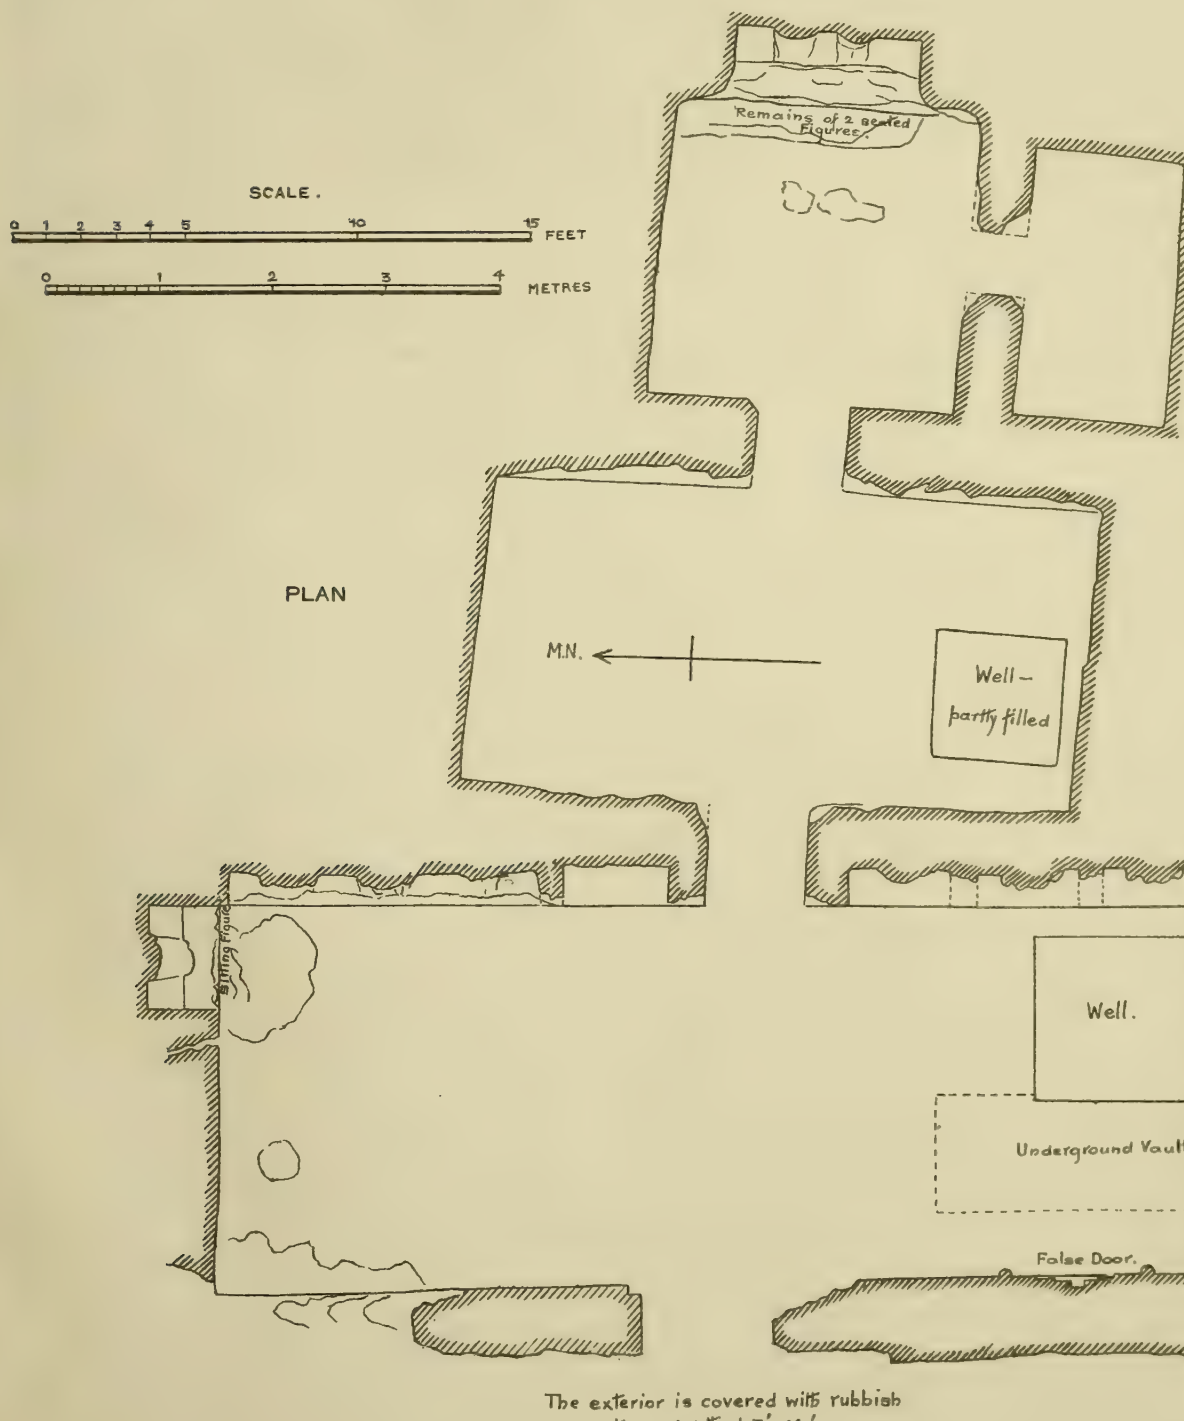 Remains of 2 seated
Figures.
SCALE.
0 1 2 3 4 5 10 15 FEET
0 1 2 3 4 METRES
PLAN
M.N.
Well –
partly filled
Sitting Figure
Well.
Underground Vault
False Door.
The exterior is covered with rubbish